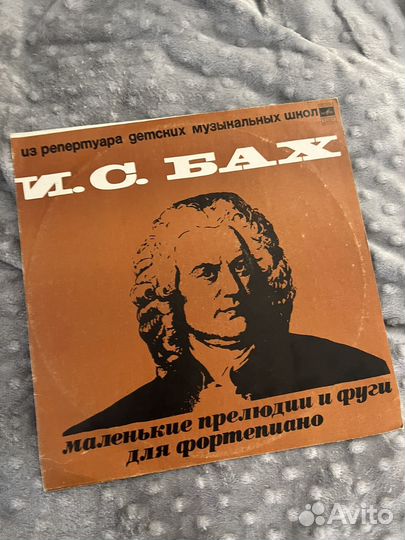 из репертуара детских музыкальных школ
И.С. БАХ
маленькие прелюдии и фуги
для фортепиано
Avito